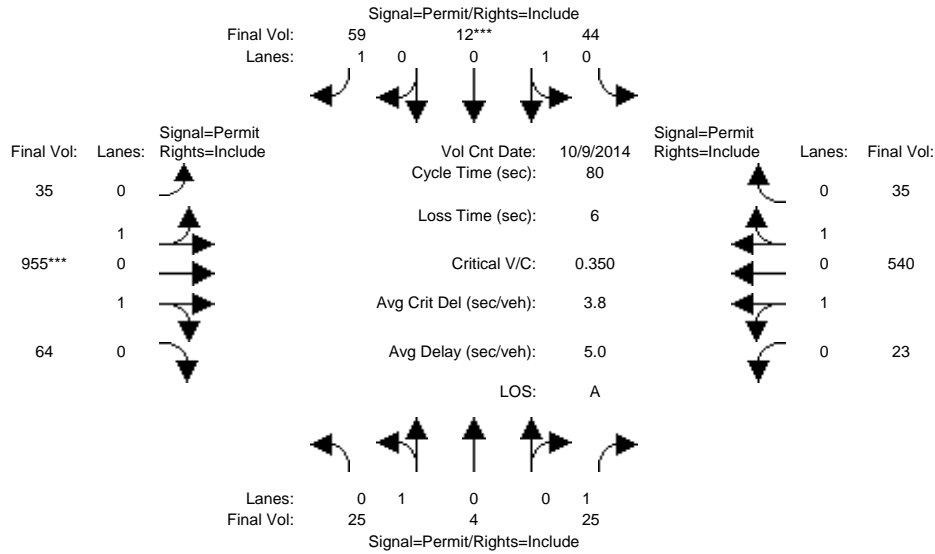 Signal=Permit/Rights=Include
Final Vol: 59 12*** 44
Lanes: 1 0 0 1 0
Signal=Permit Signal=Permit
Final Vol: Lanes: Rights=Include Vol Cnt Date: 10/9/2014 Rights=Include Lanes: Final Vol:
Cycle Time (sec): 80
35 0 0 35
Loss Time (sec): 6
1 1
955*** 0 Critical V/C: 0.350 0 540
1 Avg Crit Del (sec/veh): 3.8 1
64 0 Avg Delay (sec/veh): 5.0 0 23
LOS: A
Lanes: 0 1 0 0 1
Final Vol: 25 4 25
Signal=Permit/Rights=Include